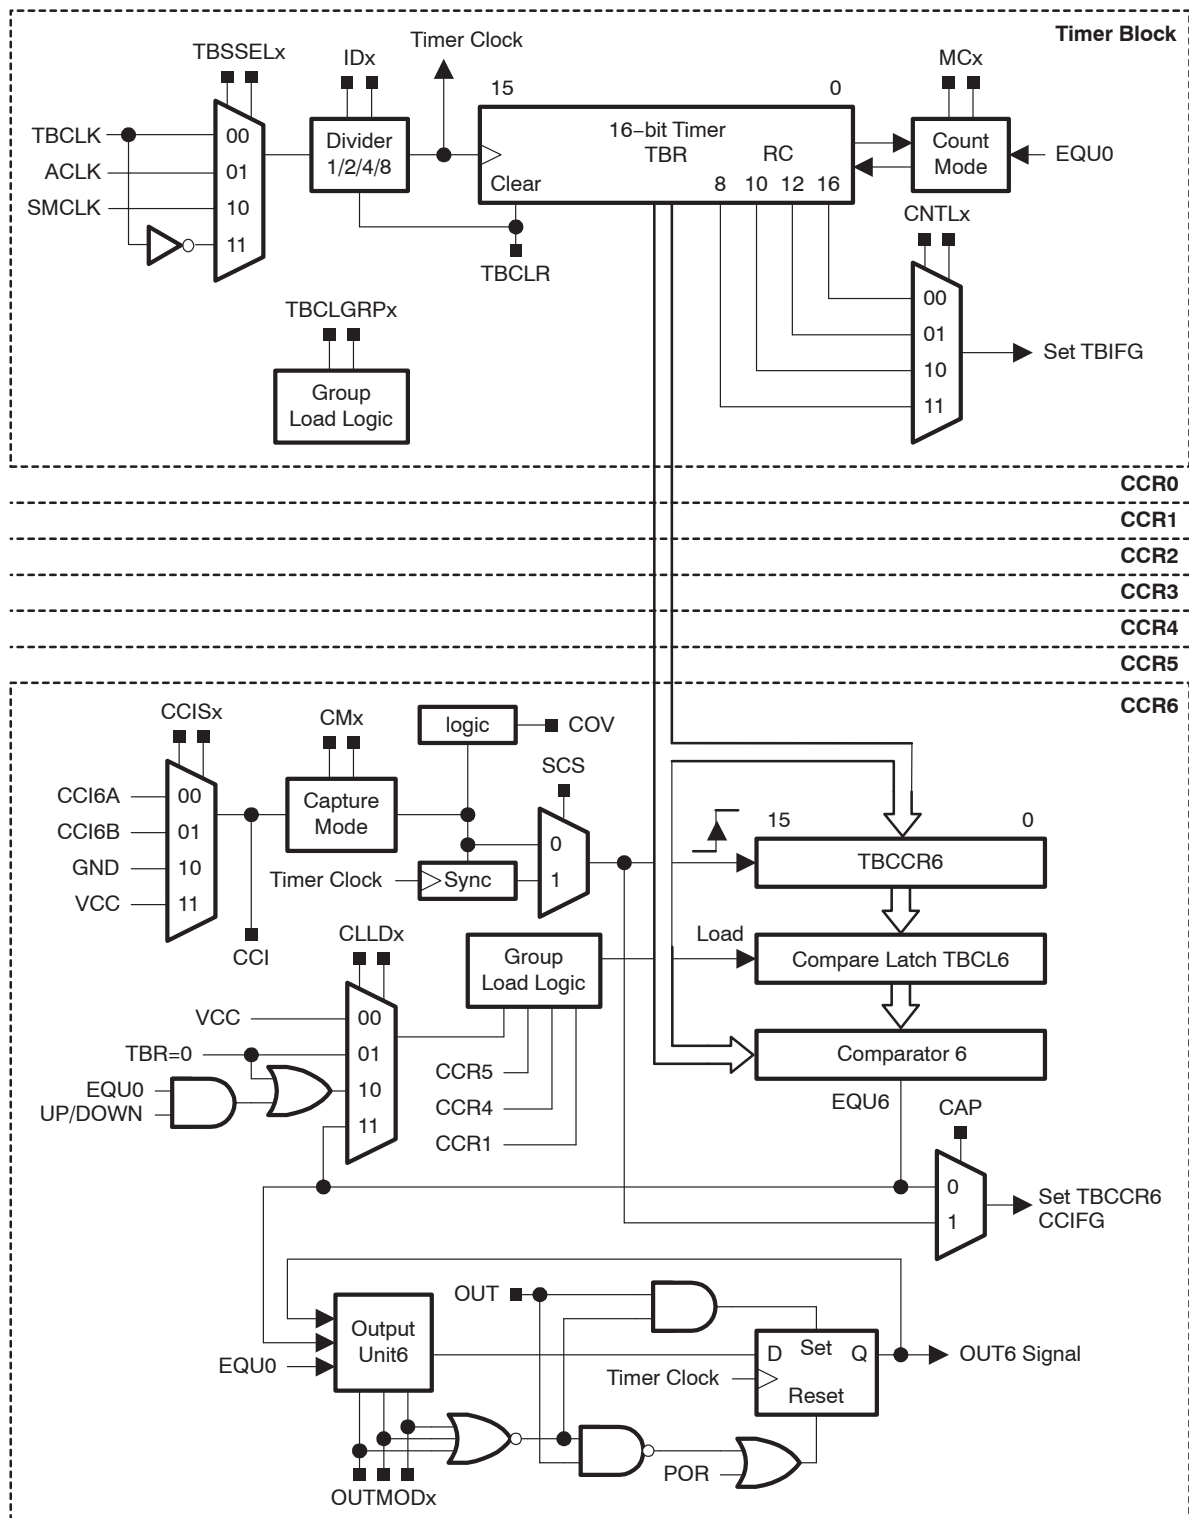 Timer Block
TBSSELx
IDx
Timer Clock
15
0
MCx
TBCLK
ACLK
SMCLK
00
01
10
11
Divider
1/2/4/8
16−bit Timer
TBR
RC
Clear
8
10
12
16
Count
Mode
EQU0
TBCLR
CNTLx
00
01
10
11
Set TBIFG
TBCLGRPx
Group
Load Logic
CCR0
CCR1
CCR2
CCR3
CCR4
CCR5
CCR6
CCISx
CMx
logic
COV
SCS
CCI6A
CCI6B
GND
VCC
00
01
10
11
Capture
Mode
Timer Clock
Sync
0
1
CCI
15
0
TBCCR6
Load
Compare Latch TBCL6
Comparator 6
EQU6
CLLDx
Group
Load Logic
VCC
TBR=0
EQU0
UP/DOWN
00
01
10
11
CCR5
CCR4
CCR1
CAP
0
1
Set TBCCR6
CCIFG
OUT
Output
Unit6
EQU0
D
Set
Q
Timer Clock
Reset
OUT6 Signal
POR
OUTMODx